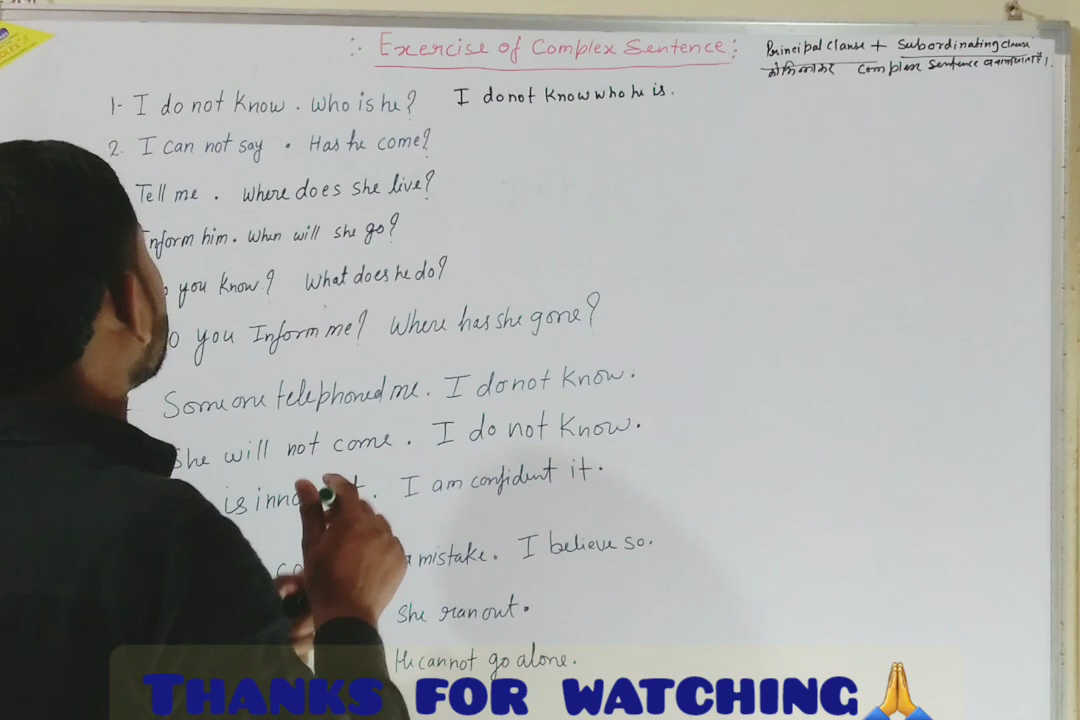 ∴ Exercise of Complex Sentence:
Principal clause + Subordinating clause
को मिलाकर Complex Sentence बनाया जाता है।
1- I do not know. Who is he? I do not know who he is.
2. I can not say. Has he come?
Tell me. Where does she live?
Inform him. When will she go?
you know? What does he do?
you Inform me? Where has she gone?
Someone telephoned me. I do not know.
She will not come. I do not know.
is I am confident it.
mistake. I believe so.
She ran out.
He cannot go alone.
THANKS FOR WATCHING 🙏